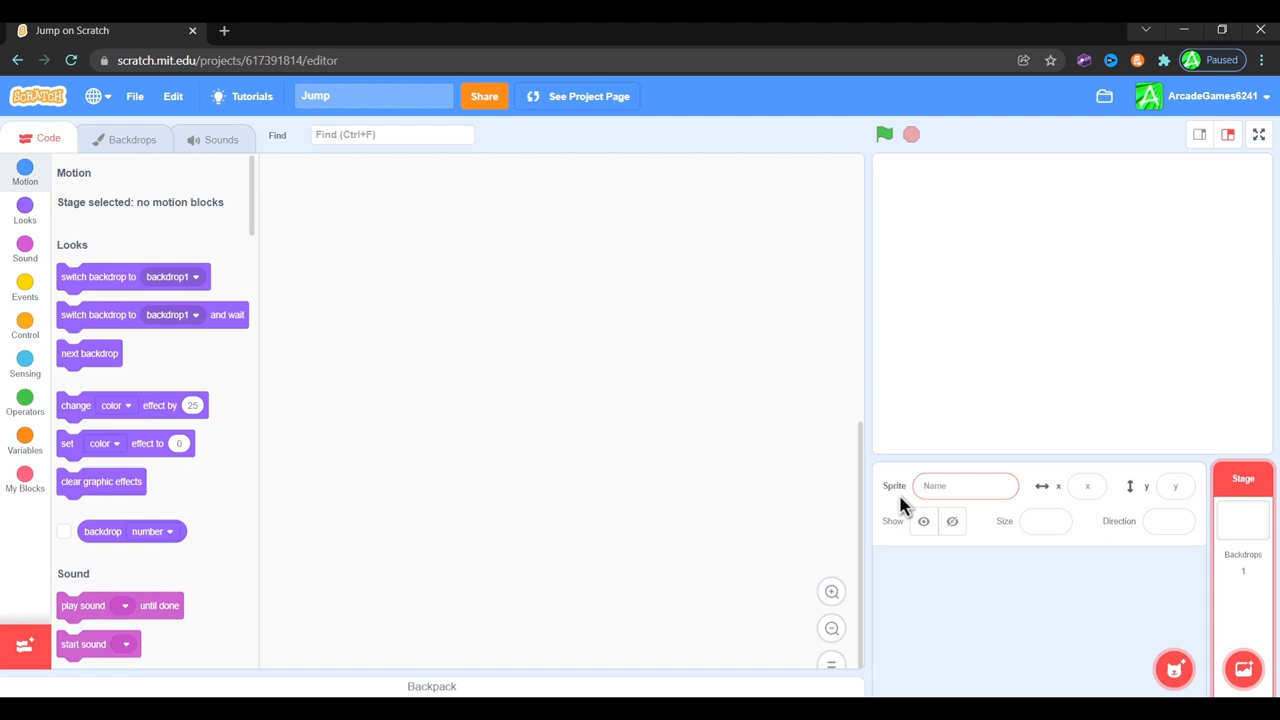 Jump on Scratch
scratch.mit.edu/projects/617391814/editor
Paused
SCRATCH
File
Edit
Tutorials
Jump
Share
See Project Page
ArcadeGames6241
Code
Backdrops
Sounds
Find
Find (Ctrl+F)
Motion
Looks
Sound
Events
Control
Sensing
Operators
Variables
My Blocks
Motion
Stage selected: no motion blocks
Looks
switch backdrop to backdrop1
switch backdrop to backdrop1 and wait
next backdrop
change color effect by 25
set color effect to 0
clear graphic effects
backdrop number
Sound
play sound until done
start sound
Backpack
Sprite Name x x y y
Show Size Direction
Stage
Backdrops
1